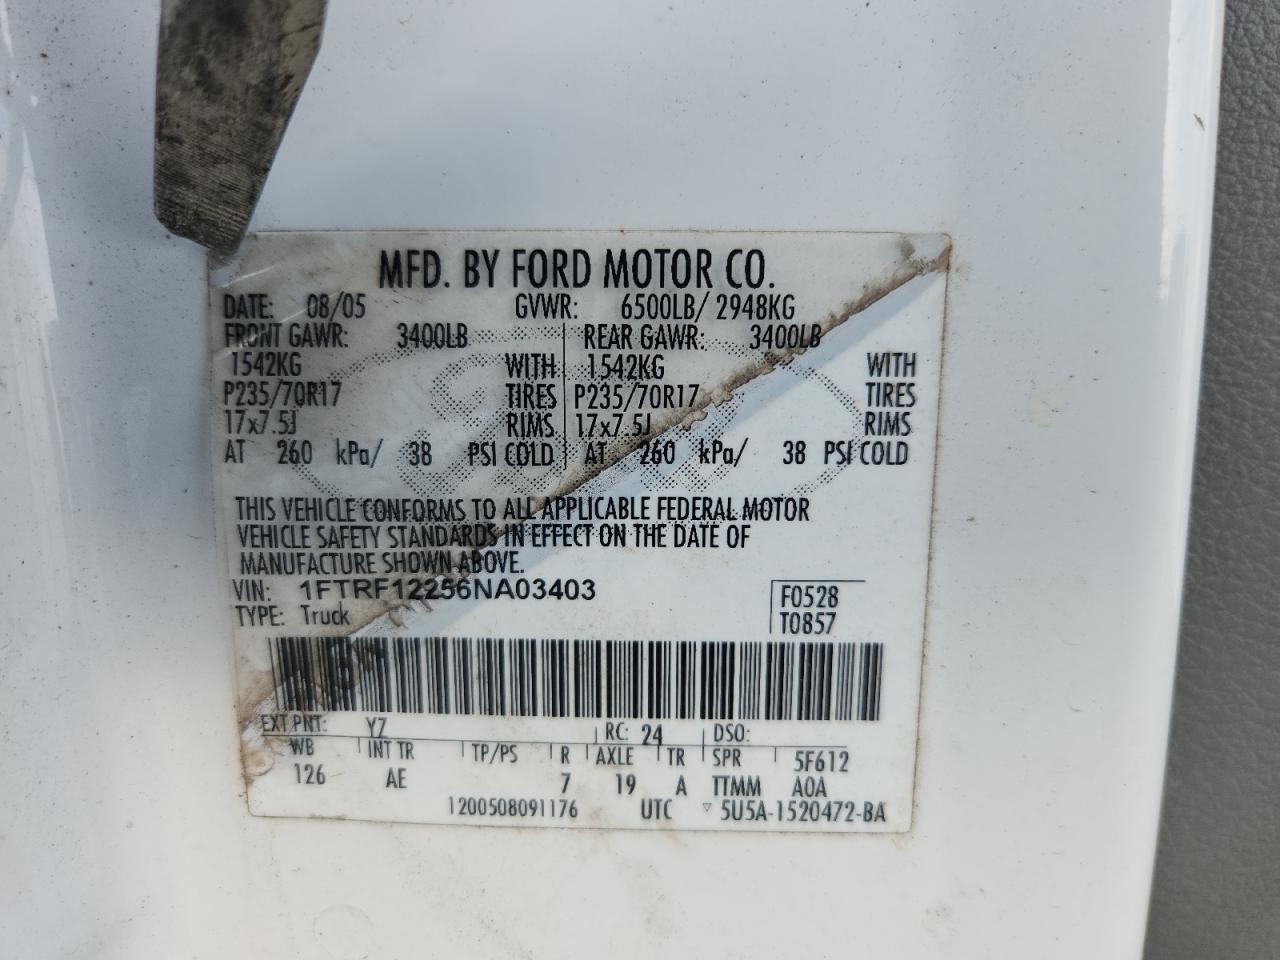 MFD. BY FORD MOTOR CO.
DATE: 08/05 GVWR: 6500LB/ 2948KG
FRONT GAWR: 3400LB REAR GAWR: 3400LB
1542KG WITH 1542KG WITH
P235/70R17 TIRES P235/70R17 TIRES
17x7.5J RIMS 17x7.5J RIMS
AT 260 kPa/ 38 PSI COLD AT 260 kPa/ 38 PSI COLD
THIS VEHICLE CONFORMS TO ALL APPLICABLE FEDERAL MOTOR
VEHICLE SAFETY STANDARDS IN EFFECT ON THE DATE OF
MANUFACTURE SHOWN ABOVE.
VIN: 1FTRF12256NA03403 F0528
TYPE: Truck T0857
EXT PNT: YZ RC: 24 DSO:
WB INT TR TP/PS R AXLE TR SPR 5F612
126 AE 7 19 A TTMM A0A
1200508091176 UTC 5U5A-1520472-BA